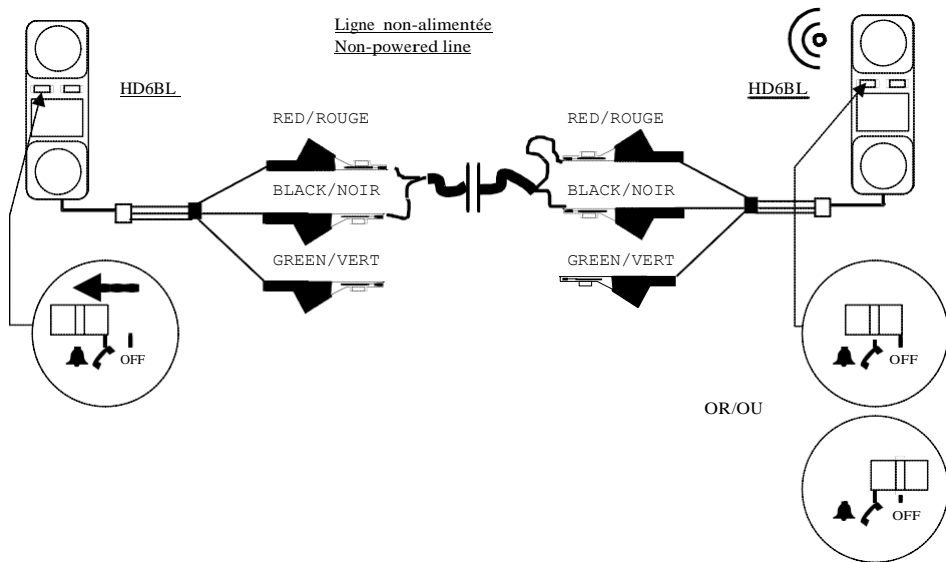 Ligne non-alimentée
Non-powered line
HD6BL
HD6BL
RED/ROUGE
RED/ROUGE
BLACK/NOIR
BLACK/NOIR
GREEN/VERT
GREEN/VERT
OFF
OFF
OR/OU
OFF